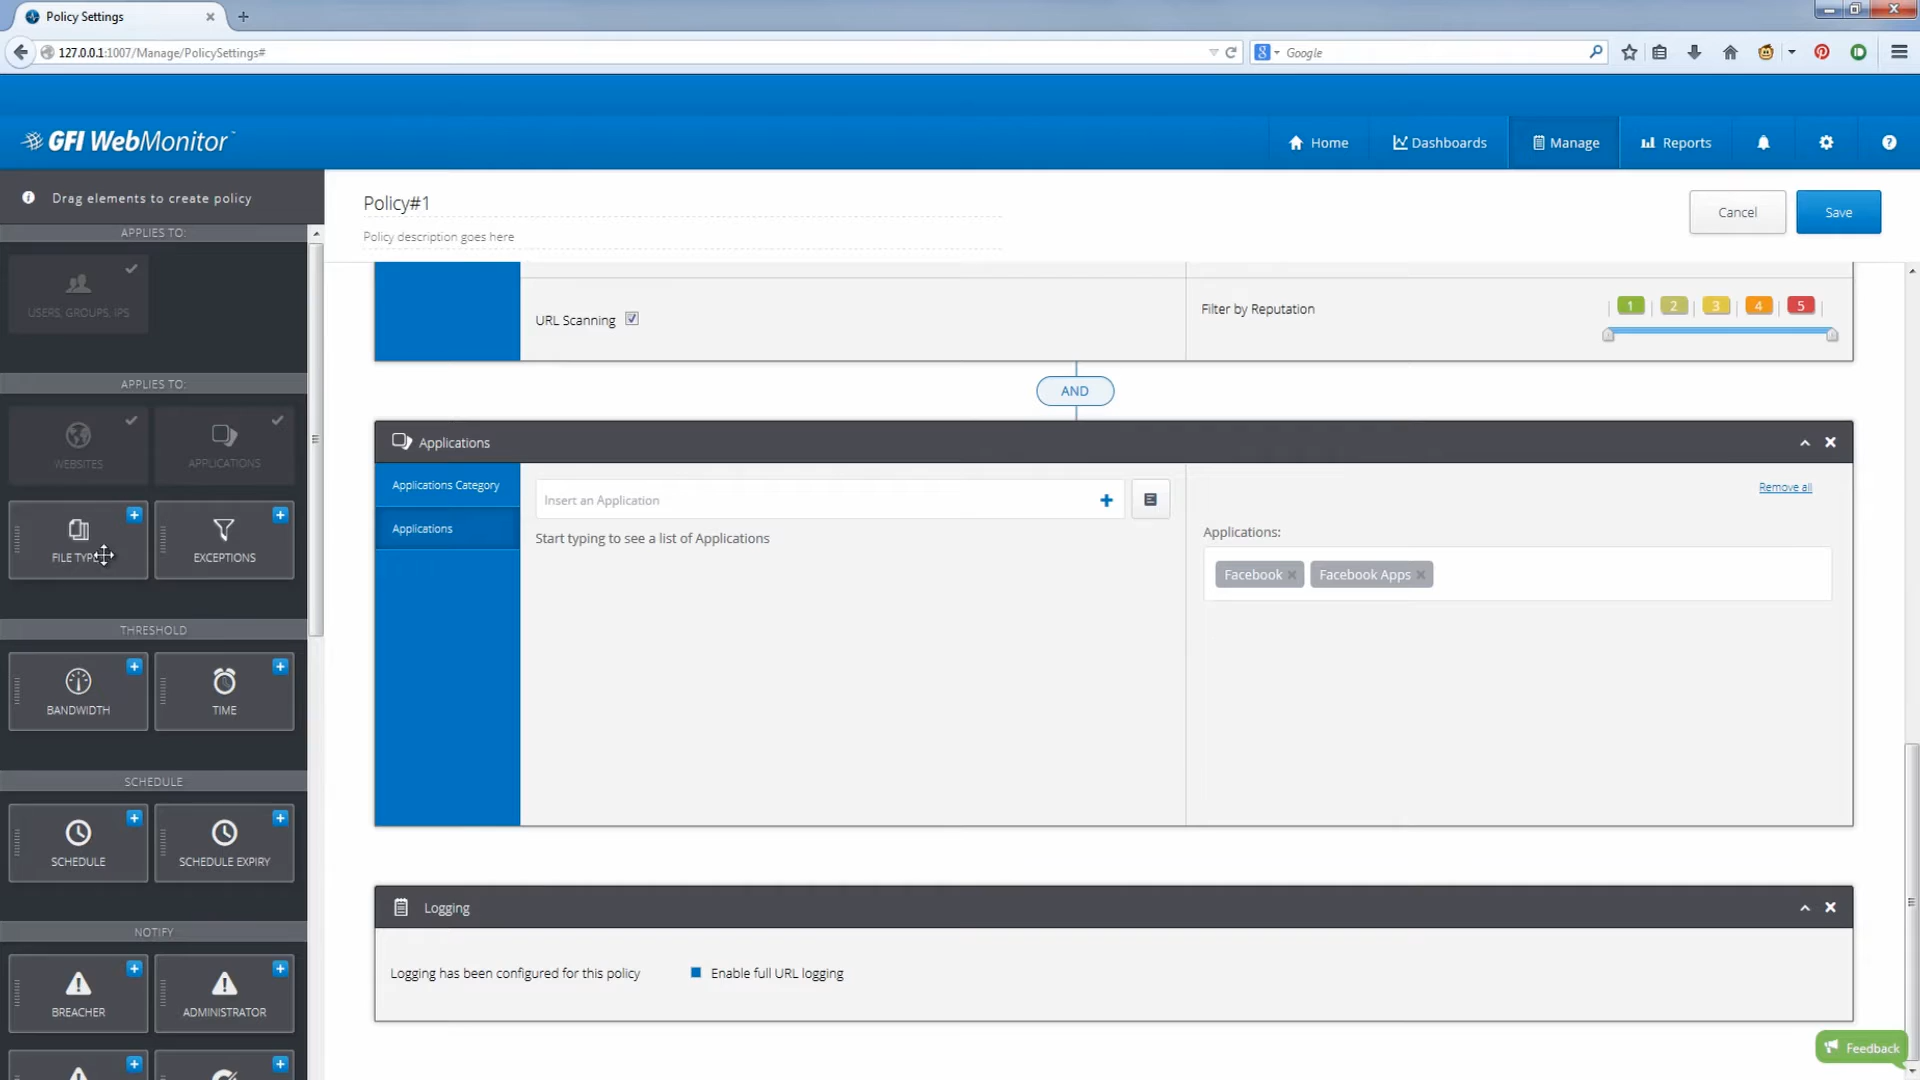 Policy Settings
127.0.0.1:1007/Manage/PolicySettings#
Google
GFI WebMonitor
Home
Dashboards
Manage
Reports
Drag elements to create policy
Policy#1
Policy description goes here
Cancel
Save
APPLIES TO:
USERS, GROUPS, IPS
APPLIES TO:
WEBSITES
APPLICATIONS
FILE TYP
EXCEPTIONS
THRESHOLD
BANDWIDTH
TIME
SCHEDULE
SCHEDULE
SCHEDULE EXPIRY
NOTIFY
BREACHER
ADMINISTRATOR
URL Scanning
Filter by Reputation
1
2
3
4
5
AND
Applications
Applications Category
Applications
Insert an Application
Start typing to see a list of Applications
Remove all
Applications:
Facebook
Facebook Apps
Logging
Logging has been configured for this policy
Enable full URL logging
Feedback